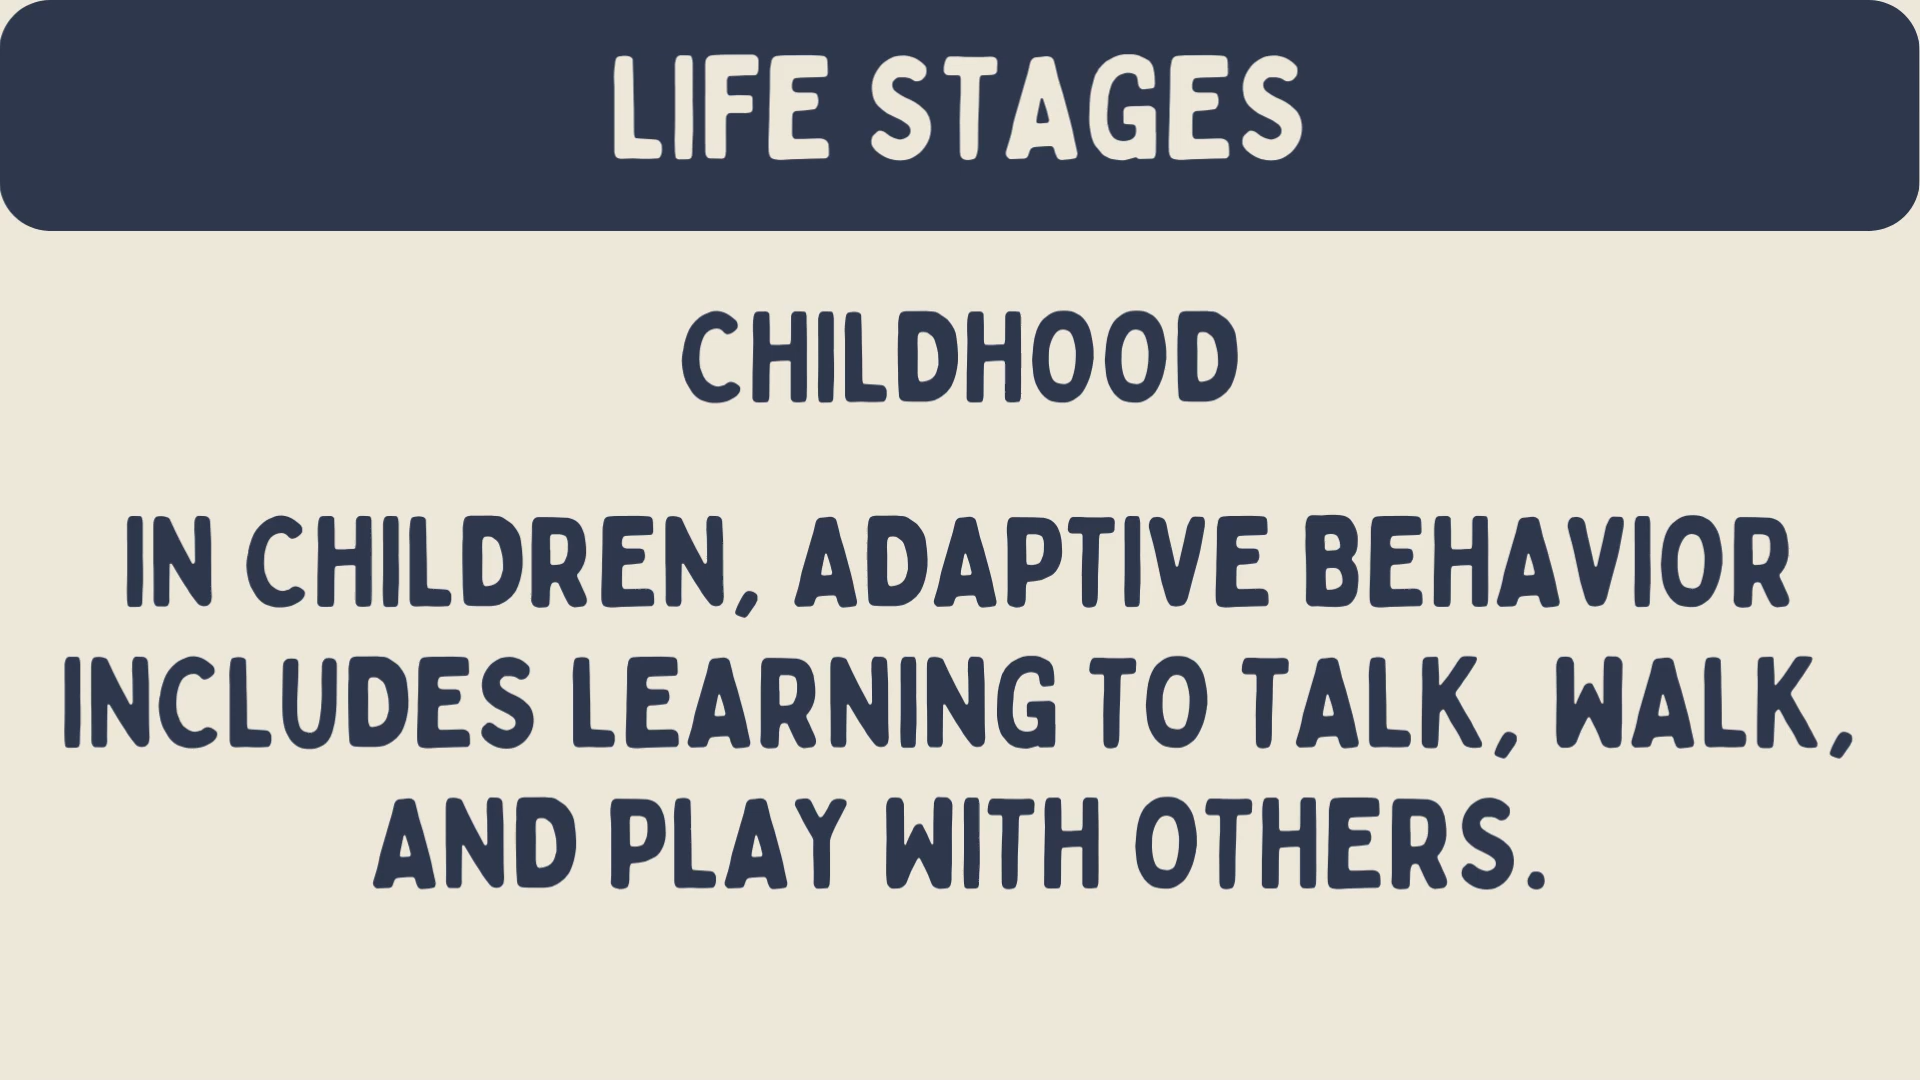 LIFE STAGES
CHILDHOOD
IN CHILDREN, ADAPTIVE BEHAVIOR
INCLUDES LEARNING TO TALK, WALK,
AND PLAY WITH OTHERS.